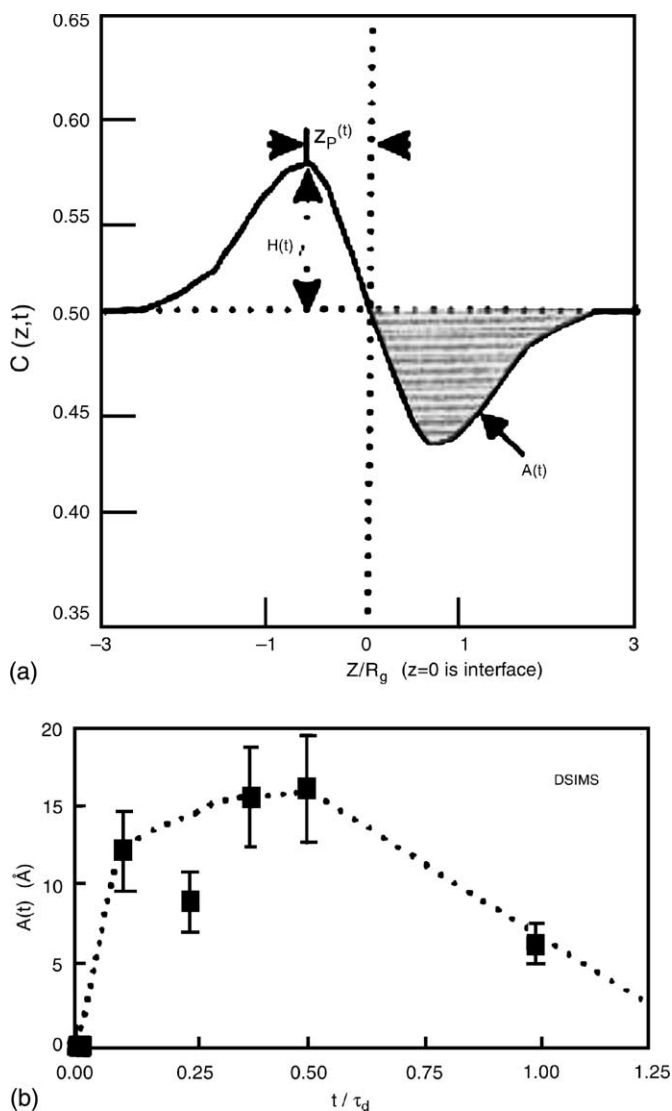 0.65
0.60
0.55
0.50
0.45
0.40
0.35
C (z,t)
z_P(t)
H(t)
A(t)
−3 −1 0 1 3
Z/R_g (z=0 is interface)
(a)
20
15
10
5
0
A(t) (Å)
DSIMS
0.00 0.25 0.50 0.75 1.00 1.25
t / τ_d
(b)